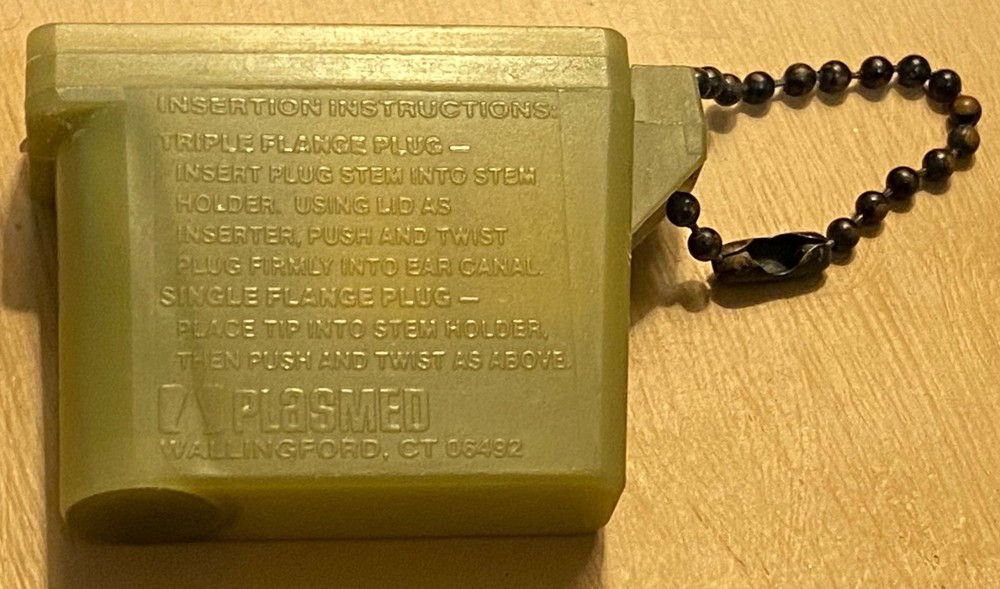 INSERTION INSTRUCTIONS:
TRIPLE FLANGE PLUG —
INSERT PLUG STEM INTO STEM
HOLDER. USING LID AS
INSERTER, PUSH AND TWIST
PLUG FIRMLY INTO EAR CANAL.
SINGLE FLANGE PLUG —
PLACE TIP INTO STEM HOLDER,
THEN PUSH AND TWIST AS ABOVE.
PLasMED
WALLINGFORD, CT 06492